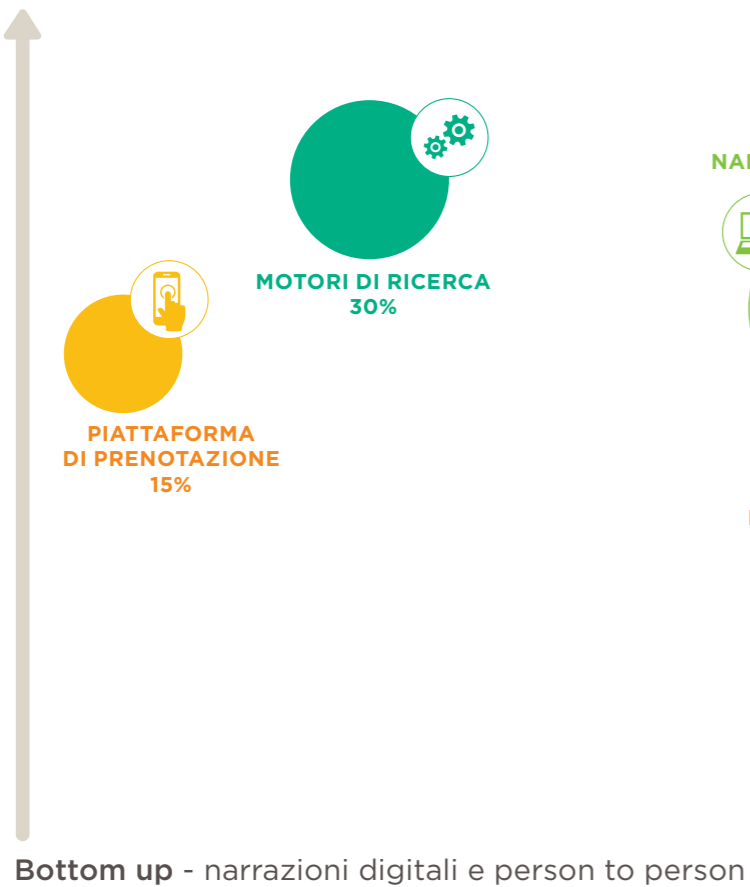 MOTORI DI RICERCA
30%
PIATTAFORMA
DI PRENOTAZIONE
15%
Bottom up - narrazioni digitali e person to person